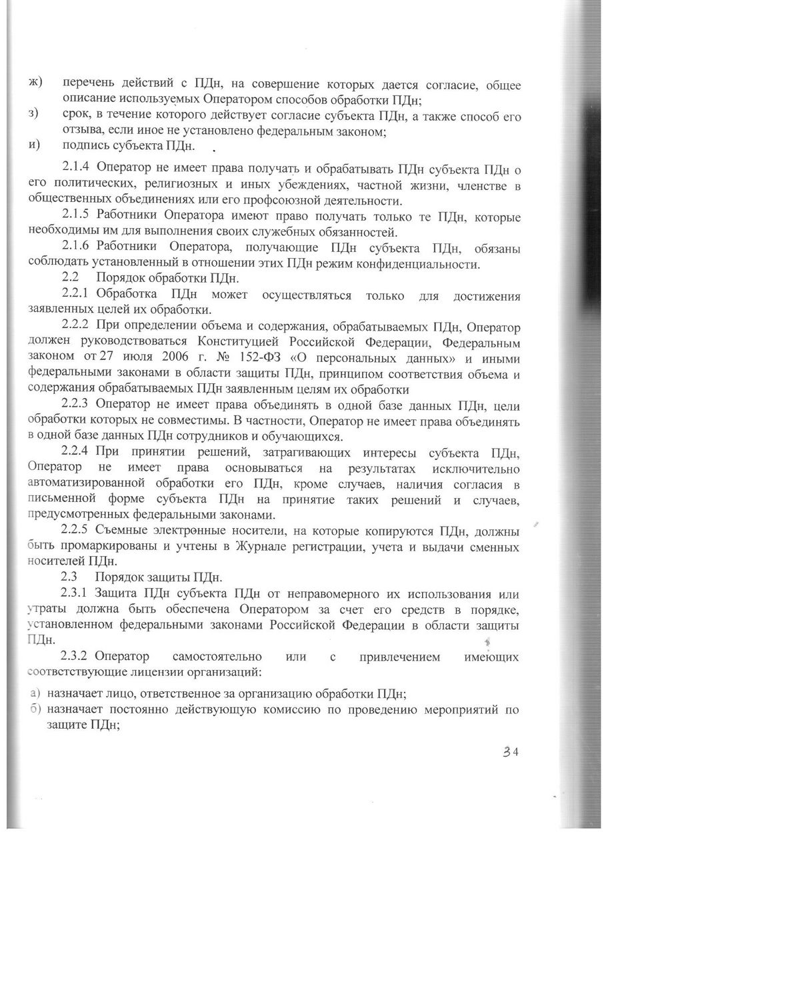 ж) перечень действий с ПДн, на совершение которых дается согласие, общее
описание используемых Оператором способов обработки ПДн;
з) срок, в течение которого действует согласие субъекта ПДн, а также способ его
отзыва, если иное не установлено федеральным законом;
и) подпись субъекта ПДн.
2.1.4 Оператор не имеет права получать и обрабатывать ПДн субъекта ПДн о
его политических, религиозных и иных убеждениях, частной жизни, членстве в
общественных объединениях или его профсоюзной деятельности.
2.1.5 Работники Оператора имеют право получать только те ПДн, которые
необходимы им для выполнения своих служебных обязанностей.
2.1.6 Работники Оператора, получающие ПДн субъекта ПДн, обязаны
соблюдать установленный в отношении этих ПДн режим конфиденциальности.
2.2 Порядок обработки ПДн.
2.2.1 Обработка ПДн может осуществляться только для достижения
заявленных целей их обработки.
2.2.2 При определении объема и содержания, обрабатываемых ПДн, Оператор
должен руководствоваться Конституцией Российской Федерации, Федеральным
законом от 27 июля 2006 г. № 152-ФЗ «О персональных данных» и иными
федеральными законами в области защиты ПДн, принципом соответствия объема и
содержания обрабатываемых ПДн заявленным целям их обработки
2.2.3 Оператор не имеет права объединять в одной базе данных ПДн, цели
обработки которых не совместимы. В частности, Оператор не имеет права объединять
в одной базе данных ПДн сотрудников и обучающихся.
2.2.4 При принятии решений, затрагивающих интересы субъекта ПДн,
Оператор не имеет права основываться на результатах исключительно
автоматизированной обработки его ПДн, кроме случаев, наличия согласия в
письменной форме субъекта ПДн на принятие таких решений и случаев,
предусмотренных федеральными законами.
2.2.5 Съемные электронные носители, на которые копируются ПДн, должны
быть промаркированы и учтены в Журнале регистрации, учета и выдачи сменных
носителей ПДн.
2.3 Порядок защиты ПДн.
2.3.1 Защита ПДн субъекта ПДн от неправомерного их использования или
утраты должна быть обеспечена Оператором за счет его средств в порядке,
установленном федеральными законами Российской Федерации в области защиты
ПДн.
2.3.2 Оператор самостоятельно или с привлечением имеющих
соответствующие лицензии организаций:
а) назначает лицо, ответственное за организацию обработки ПДн;
б) назначает постоянно действующую комиссию по проведению мероприятий по
защите ПДн;
34